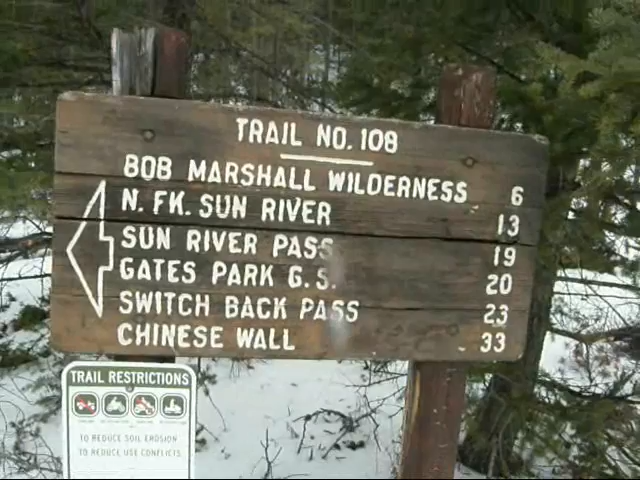 TRAIL NO. 108
BOB MARSHALL WILDERNESS 6
N. FK. SUN RIVER 13
SUN RIVER PASS 19
GATES PARK G.S. 20
SWITCH BACK PASS 23
CHINESE WALL 33
TRAIL RESTRICTIONS
TO REDUCE SOIL EROSION
TO REDUCE USE CONFLICTS